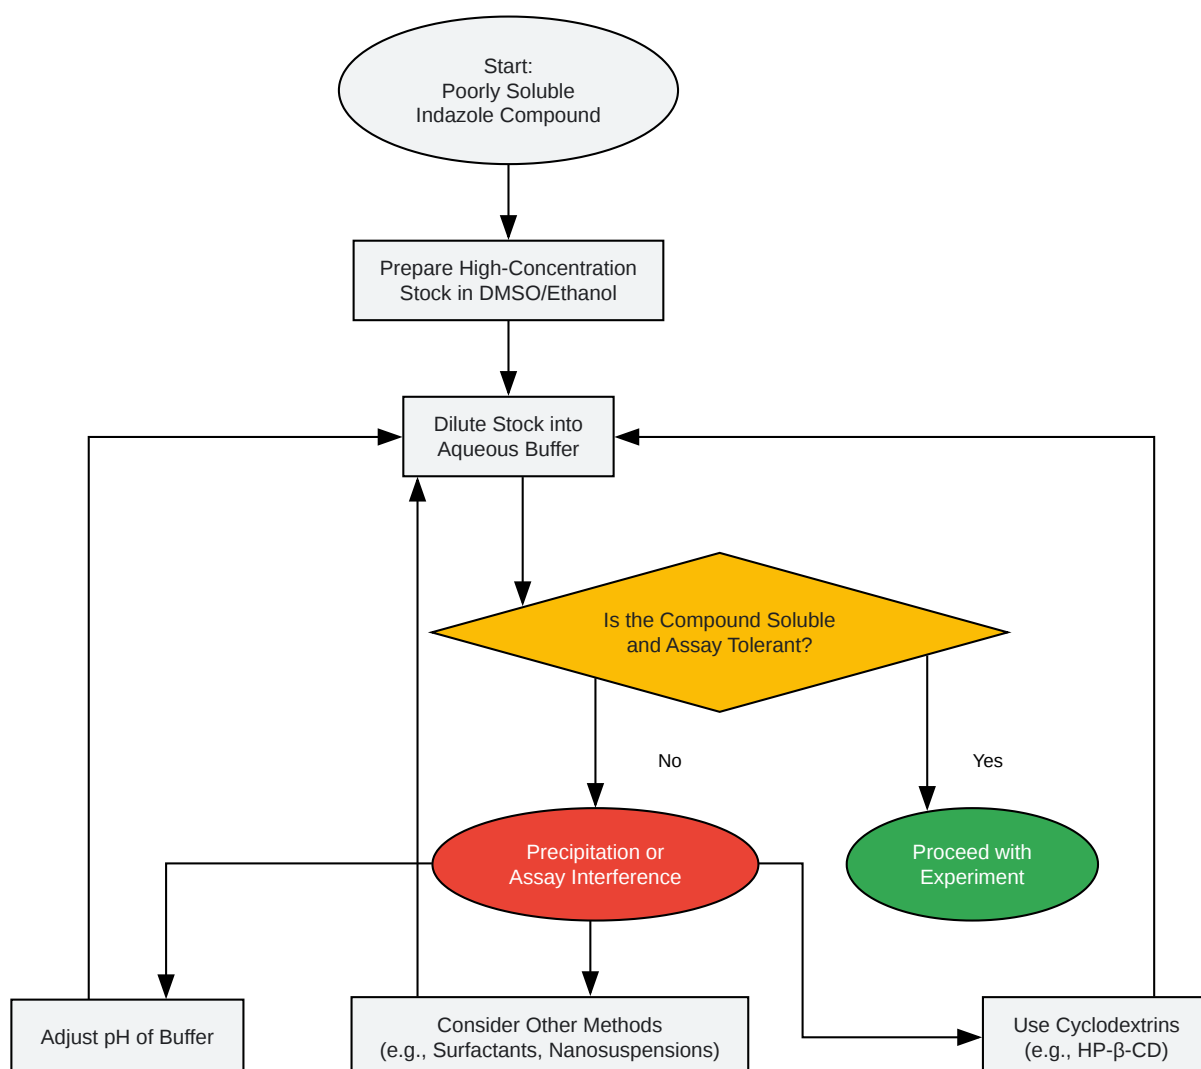 Start:
Poorly Soluble
Indazole Compound
Prepare High-Concentration
Stock in DMSO/Ethanol
Dilute Stock into
Aqueous Buffer
Is the Compound Soluble
and Assay Tolerant?
No
Yes
Precipitation or
Assay Interference
Proceed with
Experiment
Adjust pH of Buffer
Consider Other Methods
(e.g., Surfactants, Nanosuspensions)
Use Cyclodextrins
(e.g., HP-β-CD)